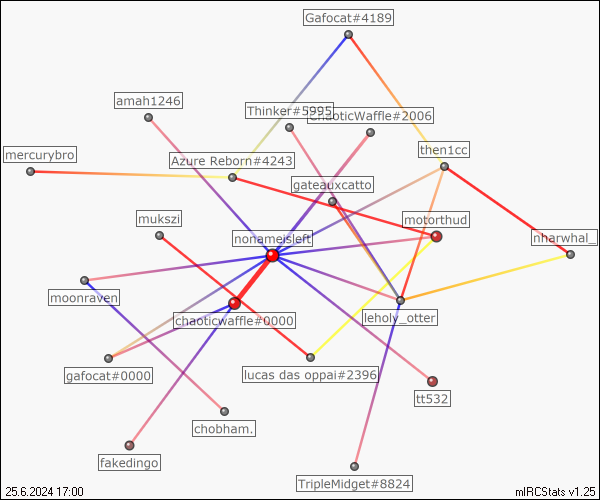 Gafocat#4189
amah1246
Thinker#5995
ChaoticWaffle#2006
mercurybro
Azure Reborn#4243
then1cc
gateauxcatto
mukszi
motorthud
nonameisleft
nharwhal_
moonraven
chaoticwaffle#0000
leholy_otter
gafocat#0000
lucas das oppai#2396
tt532
chobham.
fakedingo
TripleMidget#8824
25.6.2024 17:00
mIRCStats v1.25